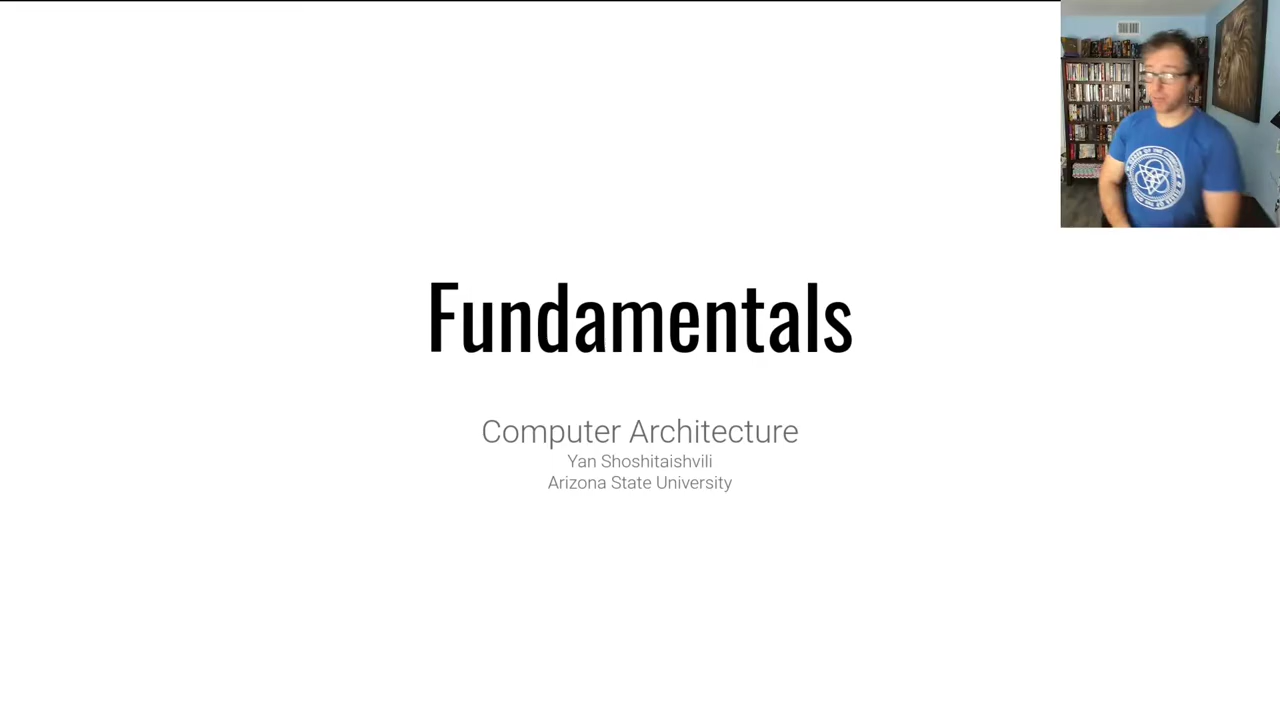 Fundamentals
Computer Architecture
Yan Shoshitaishvili
Arizona State University